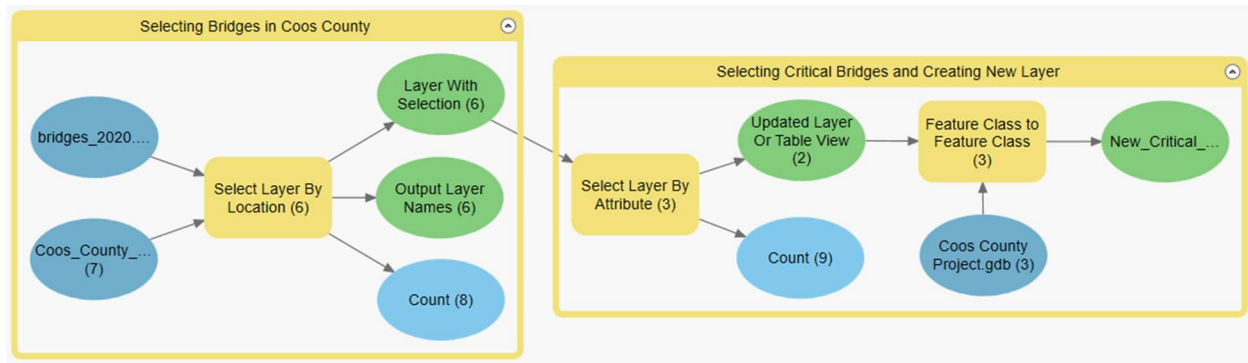 Selecting Bridges in Coos County
bridges_2020....
Coos_County_...
(7)
Select Layer By
Location (6)
Layer With
Selection (6)
Output Layer
Names (6)
Count (8)
Selecting Critical Bridges and Creating New Layer
Select Layer By
Attribute (3)
Updated Layer
Or Table View
(2)
Count (9)
Feature Class to
Feature Class
(3)
Coos County
Project.gdb (3)
New_Critical_...